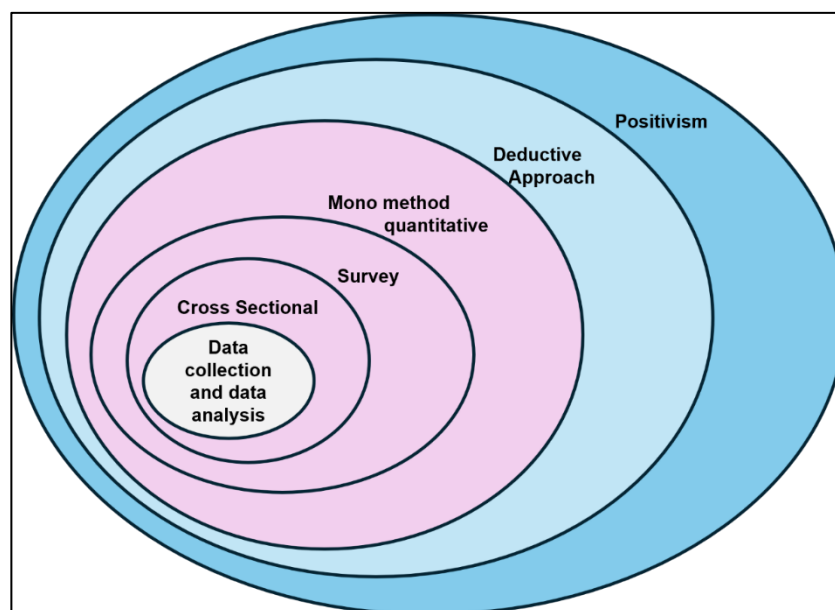 Positivism
Deductive
Approach
Mono method
quantitative
Survey
Cross Sectional
Data
collection
and data
analysis